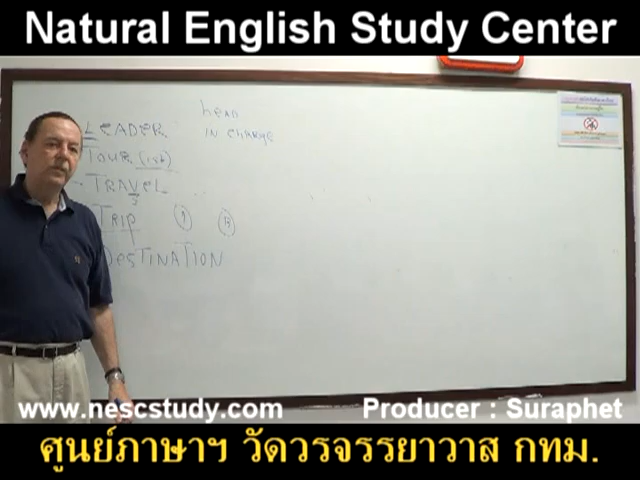 Natural English Study Center
LEADER
HEAD
IN CHARGE
TOUR (ist)
TRAVEL
TRIP
DESTINATION
www.nescstudy.com
Producer : Suraphet
ศูนย์ภาษาฯ วัดวรจรรยาวาส กทม.